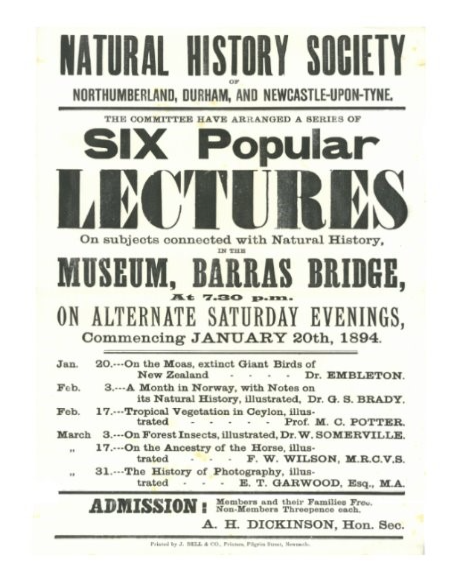 NATURAL HISTORY SOCIETY
OF
NORTHUMBERLAND, DURHAM, AND NEWCASTLE-UPON-TYNE.
THE COMMITTEE HAVE ARRANGED A SERIES OF
SIX Popular
LECTURES
On subjects connected with Natural History,
IN THE
MUSEUM, BARRAS BRIDGE,
At 7.30 p.m.
ON ALTERNATE SATURDAY EVENINGS,
Commencing JANUARY 20th, 1894.
Jan. 20.---On the Moas, extinct Giant Birds of
New Zealand - - - - Dr. EMBLETON.
Feb. 3.---A Month in Norway, with Notes on
its Natural History, illustrated, Dr. G. S. BRADY.
Feb. 17.---Tropical Vegetation in Ceylon, illus-
trated - - - - - Prof. M. C. POTTER.
March 3.---On Forest Insects, illustrated, Dr. W. SOMERVILLE.
„ 17.---On the Ancestry of the Horse, illus-
trated - - - F. W. WILSON, M.R.C.V.S.
„ 31.---The History of Photography, illus-
trated - - - E. T. GARWOOD, Esq., M.A.
ADMISSION: Members and their Families Free.
Non-Members Threepence each.
A. H. DICKINSON, Hon. Sec.
Printed by J. BELL & CO., Printers, Pilgrim Street, Newcastle.